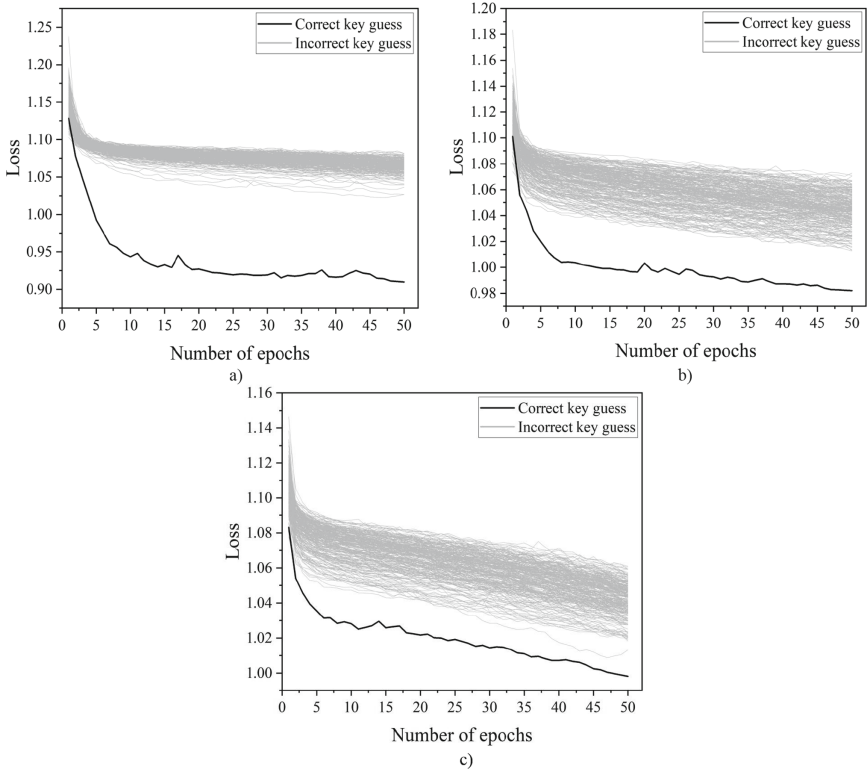 1.25
1.20
1.15
1.10
1.05
1.00
0.95
0.90
Loss
Correct key guess
Incorrect key guess
0 5 10 15 20 25 30 35 40 45 50
Number of epochs
a)
1.20
1.18
1.16
1.14
1.12
1.10
1.08
1.06
1.04
1.02
1.00
0.98
Loss
Correct key guess
Incorrect key guess
0 5 10 15 20 25 30 35 40 45 50
Number of epochs
b)
1.16
1.14
1.12
1.10
1.08
1.06
1.04
1.02
1.00
Loss
Correct key guess
Incorrect key guess
0 5 10 15 20 25 30 35 40 45 50
Number of epochs
c)